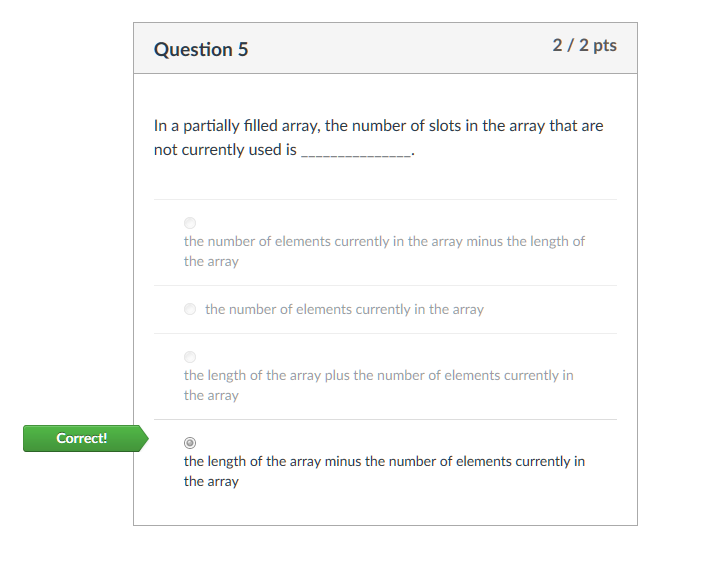 Question 5
2 / 2 pts
In a partially filled array, the number of slots in the array that are
not currently used is _______________.
the number of elements currently in the array minus the length of
the array
the number of elements currently in the array
the length of the array plus the number of elements currently in
the array
Correct!
the length of the array minus the number of elements currently in
the array